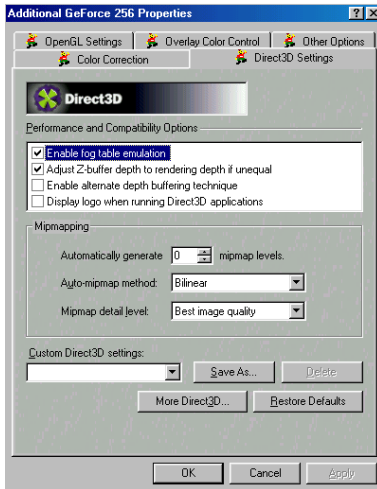 Additional GeForce 256 Properties
OpenGL Settings
Overlay Color Control
Other Options
Color Correction
Direct3D Settings
Direct3D
Performance and Compatibility Options
Enable fog table emulation
Adjust Z-buffer depth to rendering depth if unequal
Enable alternate depth buffering technique
Display logo when running Direct3D applications
Mipmapping
Automatically generate 0 mipmap levels.
Auto-mipmap method: Bilinear
Mipmap detail level: Best image quality
Custom Direct3D settings:
Save As...
Delete
More Direct3D...
Restore Defaults
OK
Cancel
Apply